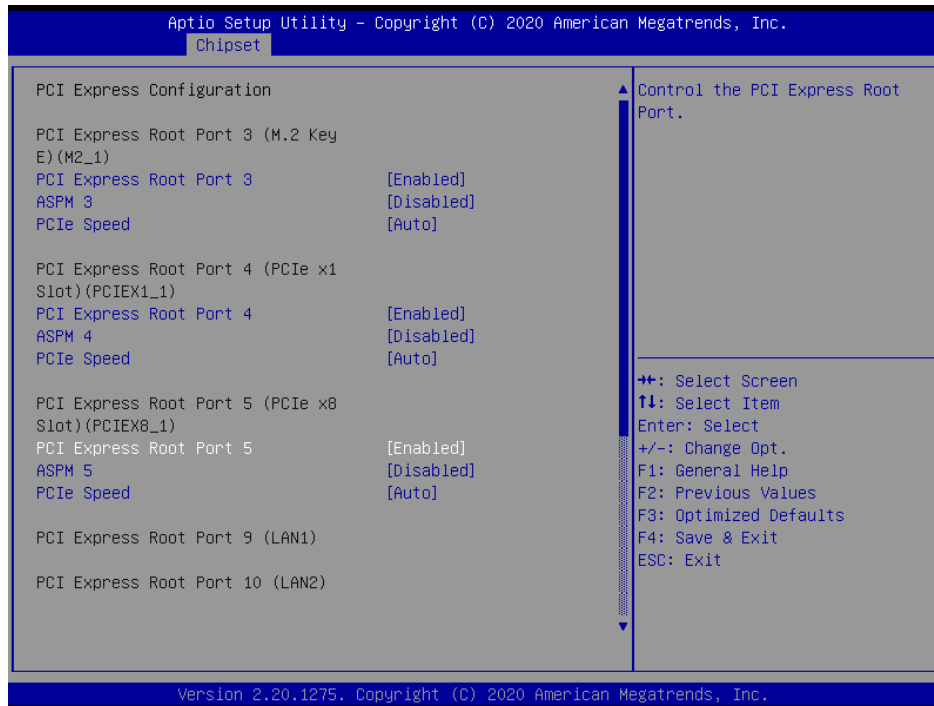 Aptio Setup Utility – Copyright (C) 2020 American Megatrends, Inc.
Chipset
PCI Express Configuration
PCI Express Root Port 3 (M.2 Key
E)(M2_1)
PCI Express Root Port 3 [Enabled]
ASPM 3 [Disabled]
PCIe Speed [Auto]
PCI Express Root Port 4 (PCIe x1
Slot)(PCIEX1_1)
PCI Express Root Port 4 [Enabled]
ASPM 4 [Disabled]
PCIe Speed [Auto]
PCI Express Root Port 5 (PCIe x8
Slot)(PCIEX8_1)
PCI Express Root Port 5 [Enabled]
ASPM 5 [Disabled]
PCIe Speed [Auto]
PCI Express Root Port 9 (LAN1)
PCI Express Root Port 10 (LAN2)
Control the PCI Express Root
Port.
→←: Select Screen
↑↓: Select Item
Enter: Select
+/-: Change Opt.
F1: General Help
F2: Previous Values
F3: Optimized Defaults
F4: Save & Exit
ESC: Exit
Version 2.20.1275. Copyright (C) 2020 American Megatrends, Inc.